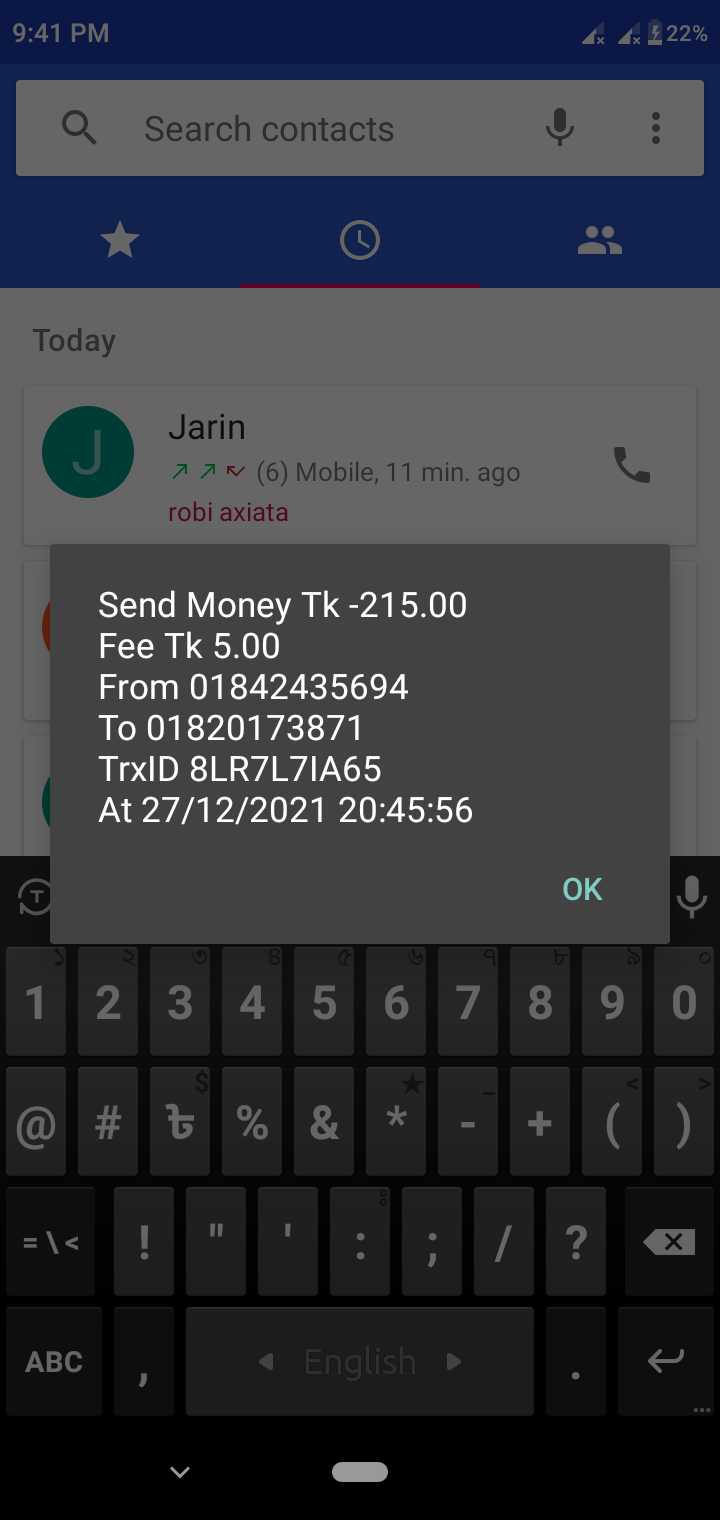 9:41 PM
22%
Search contacts
Today
J
Jarin
(6) Mobile, 11 min. ago
robi axiata
Send Money Tk -215.00
Fee Tk 5.00
From 01842435694
To 01820173871
TrxID 8LR7L7IA65
At 27/12/2021 20:45:56
OK
T
১ ২ ৩ ৪ ৫ ৬ ৭ ৮ ৯ ০
1 2 3 4 5 6 7 8 9 0
$ ★ _ < >
@ # ৳ % & * - + ( )
= \ < ! " ' : ; / ?
ABC , English .